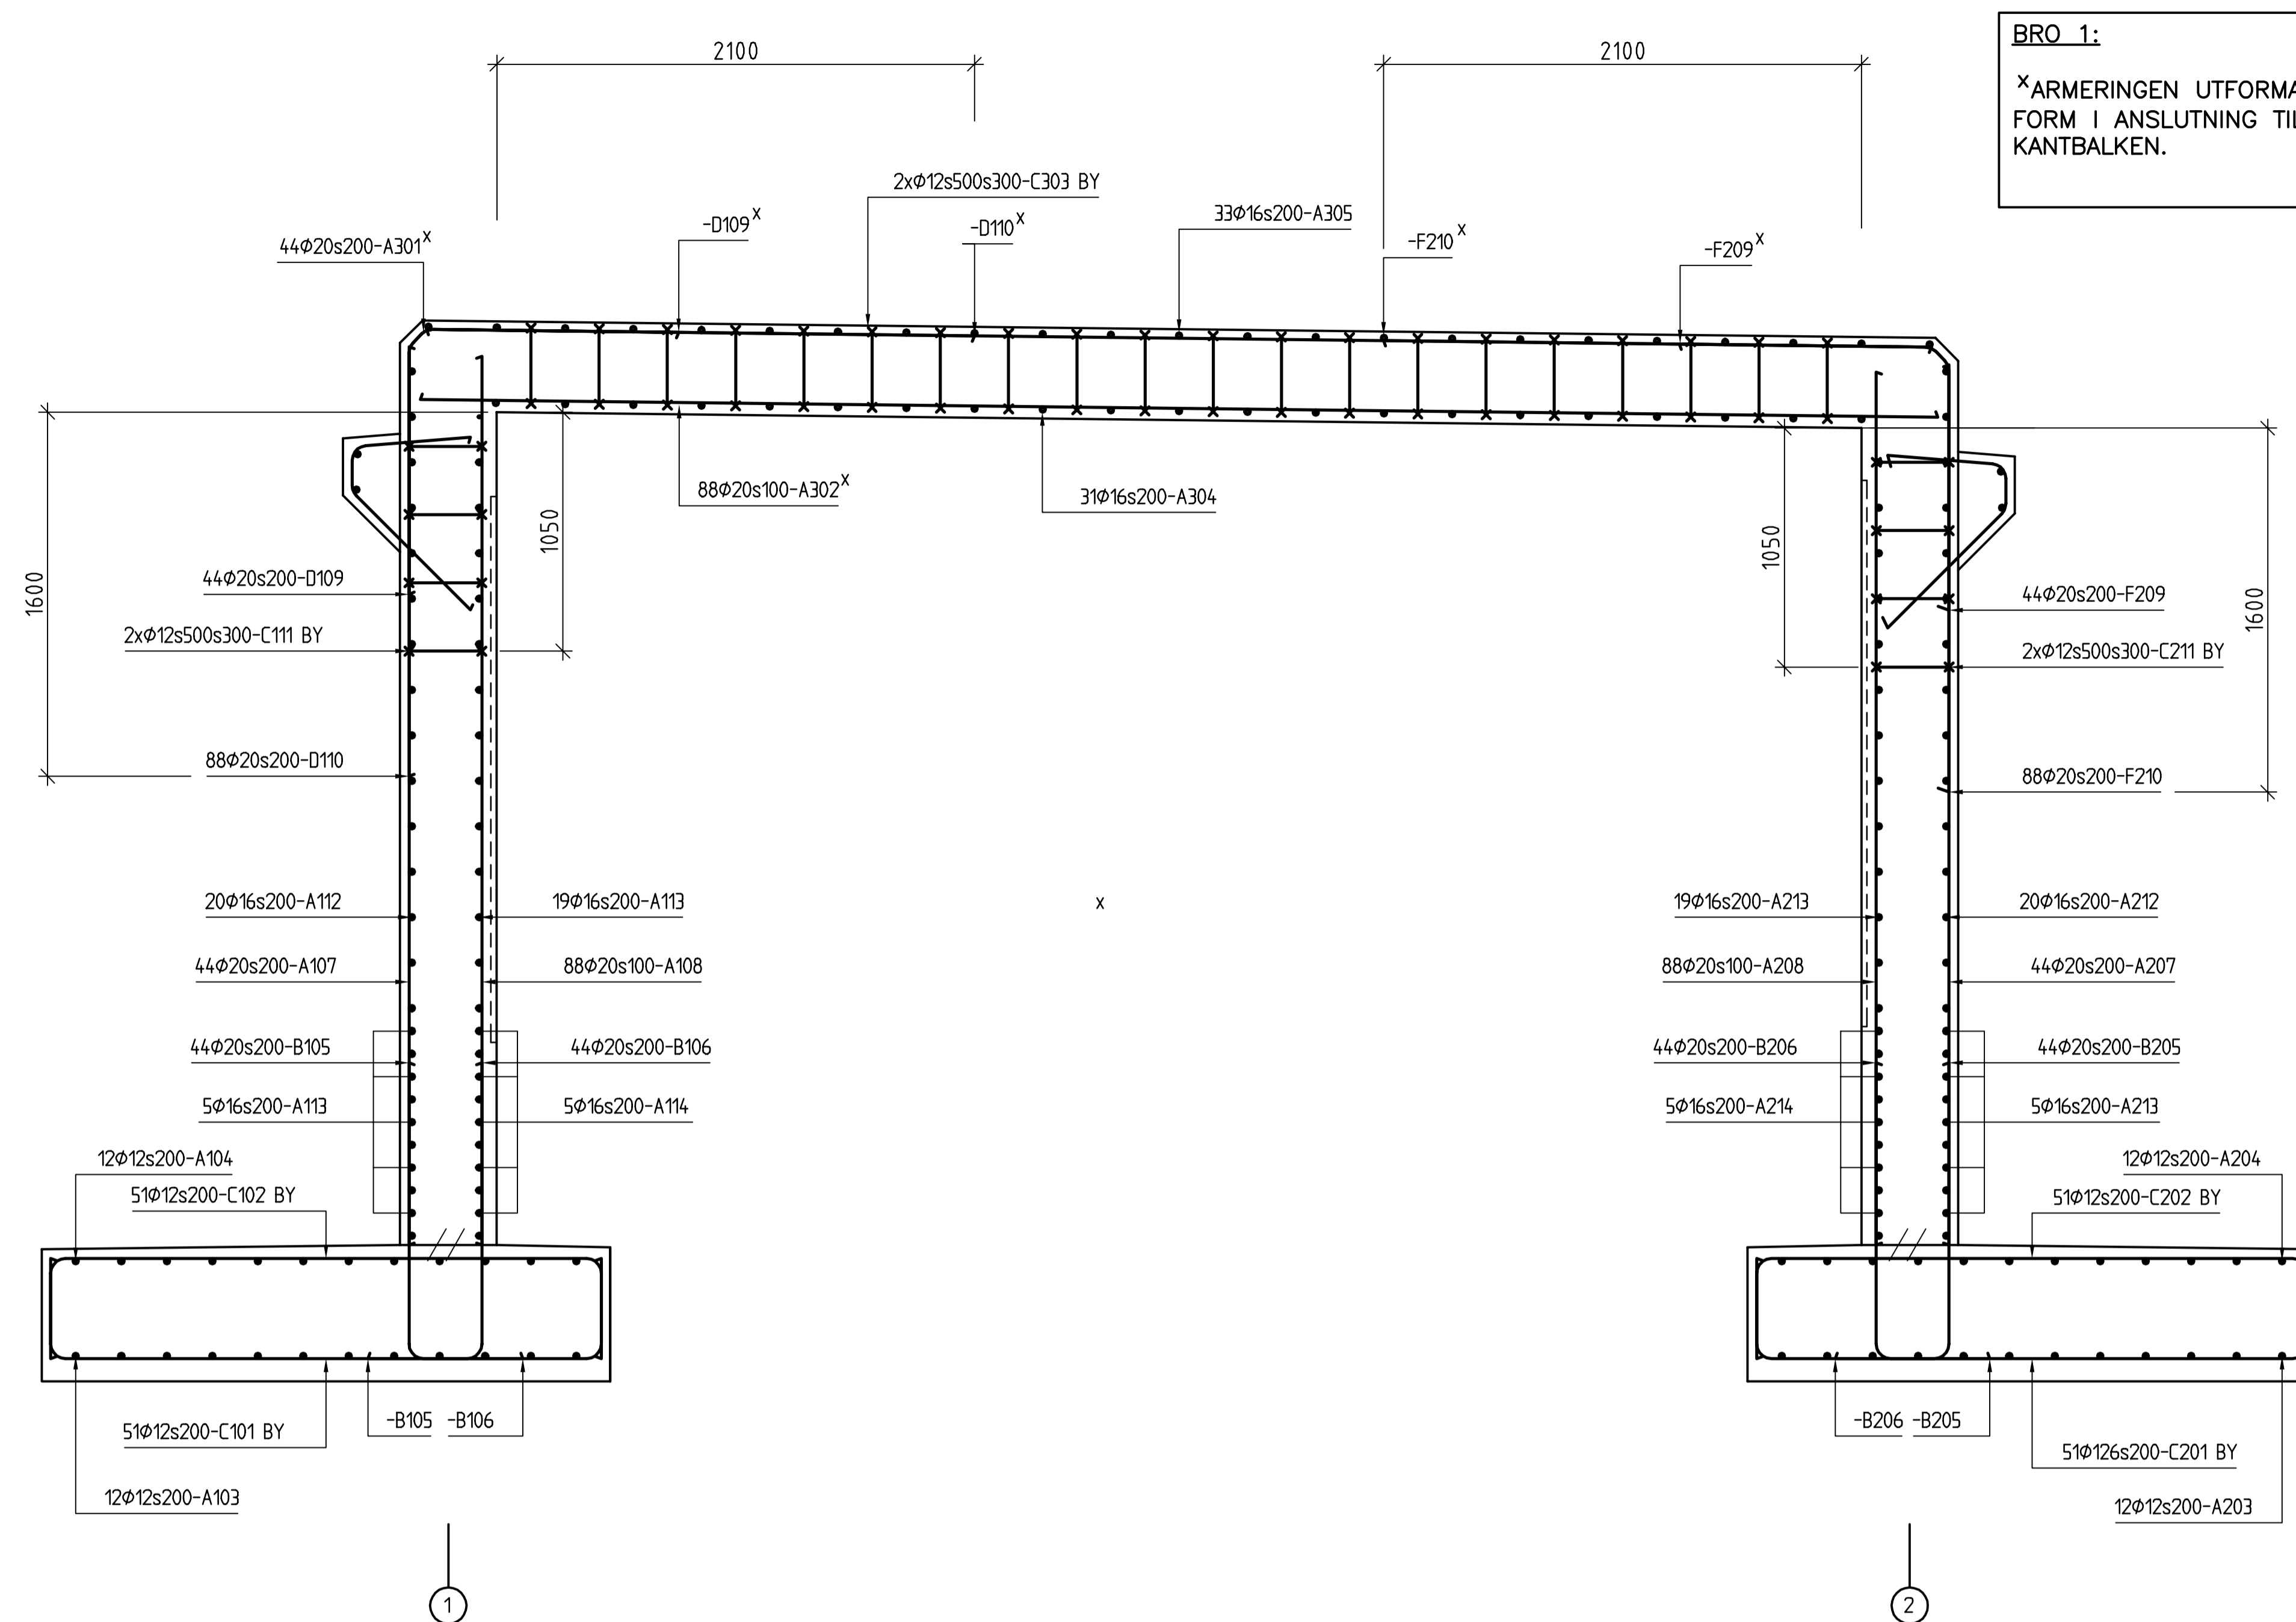 BRO 1:
xARMERINGEN UTFORMA
FORM I ANSLUTNING TIL
KANTBALKEN.
2100
2100
2xφ12s500s300-C303 BY
33φ16s200-A305
-D109x
-D110x
-F210x
-F209x
44φ20s200-A301x
88φ20s100-A302x
31φ16s200-A304
1050
1050
1600
1600
44φ20s200-D109
44φ20s200-F209
2xφ12s500s300-C111 BY
2xφ12s500s300-C211 BY
88φ20s200-D110
88φ20s200-F210
20φ16s200-A112
19φ16s200-A113
x
19φ16s200-A213
20φ16s200-A212
44φ20s200-A107
88φ20s100-A108
88φ20s100-A208
44φ20s200-A207
44φ20s200-B105
44φ20s200-B106
44φ20s200-B206
44φ20s200-B205
5φ16s200-A113
5φ16s200-A114
5φ16s200-A214
5φ16s200-A213
12φ12s200-A104
12φ12s200-A204
51φ12s200-C102 BY
51φ12s200-C202 BY
-B105
-B106
-B206
-B205
51φ12s200-C101 BY
51φ126s200-C201 BY
12φ12s200-A103
12φ12s200-A203
1
2